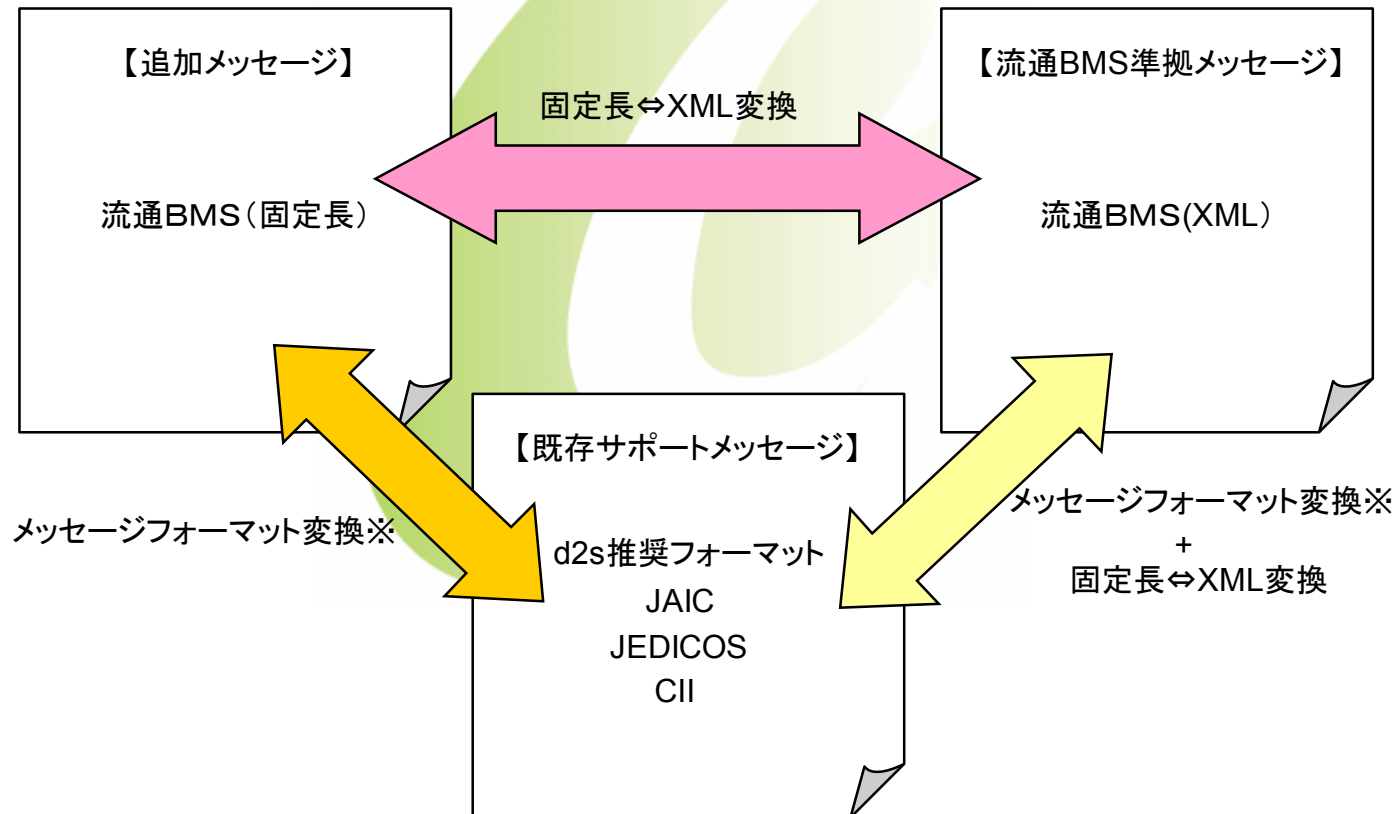 【追加メッセージ】
流通BMS（固定長）
固定長⇔XML変換
【流通BMS準拠メッセージ】
流通BMS(XML）
メッセージフォーマット変換※
【既存サポートメッセージ】
d2s推奨フォーマット
JAIC
JEDICOS
CII
メッセージフォーマット変換※
+
固定長⇔XML変換